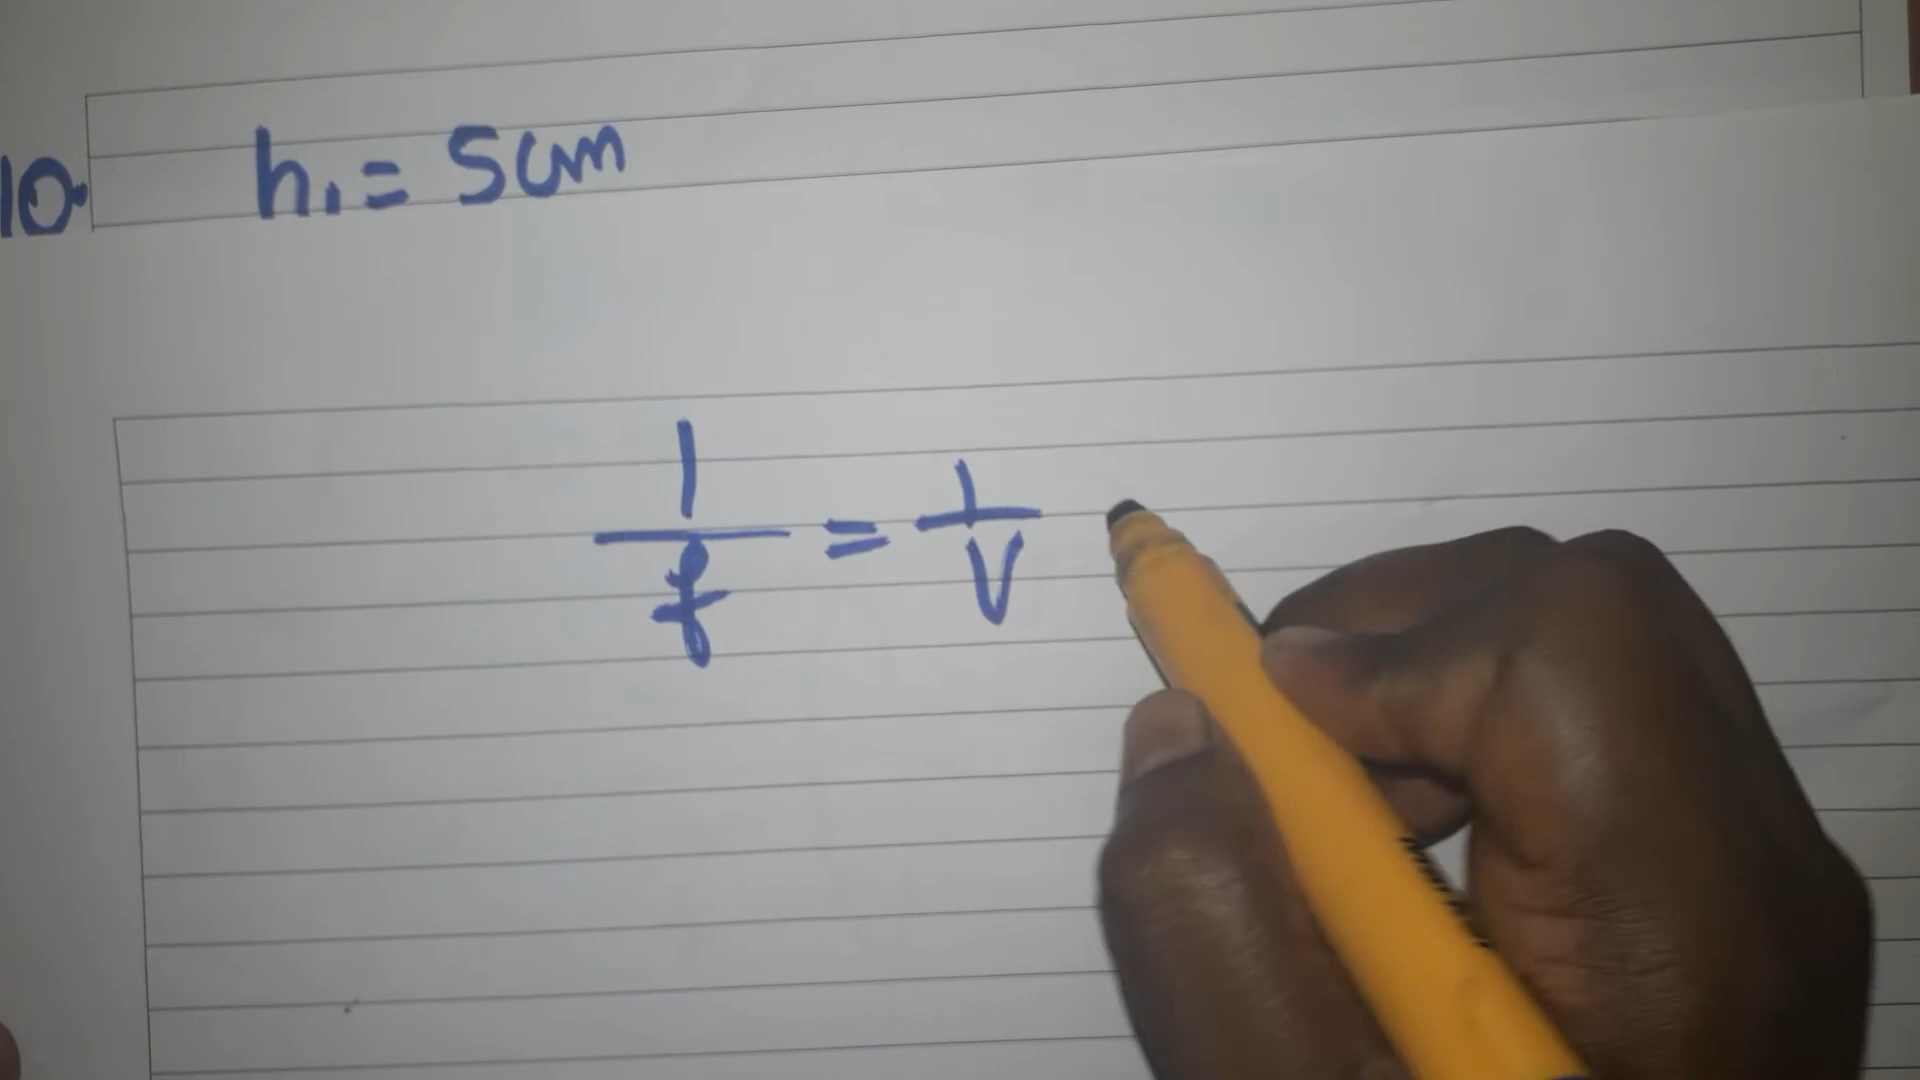 10. h₁ = 5cm
1/f = 1/V